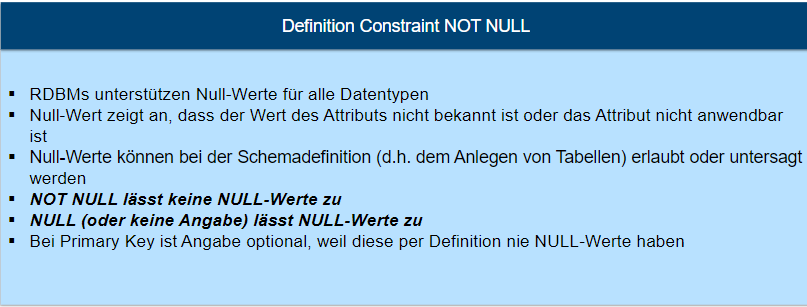 Definition Constraint NOT NULL
▪ RDBMs unterstützen Null-Werte für alle Datentypen
▪ Null-Wert zeigt an, dass der Wert des Attributs nicht bekannt ist oder das Attribut nicht anwendbar
ist
▪ Null-Werte können bei der Schemadefinition (d.h. dem Anlegen von Tabellen) erlaubt oder untersagt
werden
▪ NOT NULL lässt keine NULL-Werte zu
▪ NULL (oder keine Angabe) lässt NULL-Werte zu
▪ Bei Primary Key ist Angabe optional, weil diese per Definition nie NULL-Werte haben